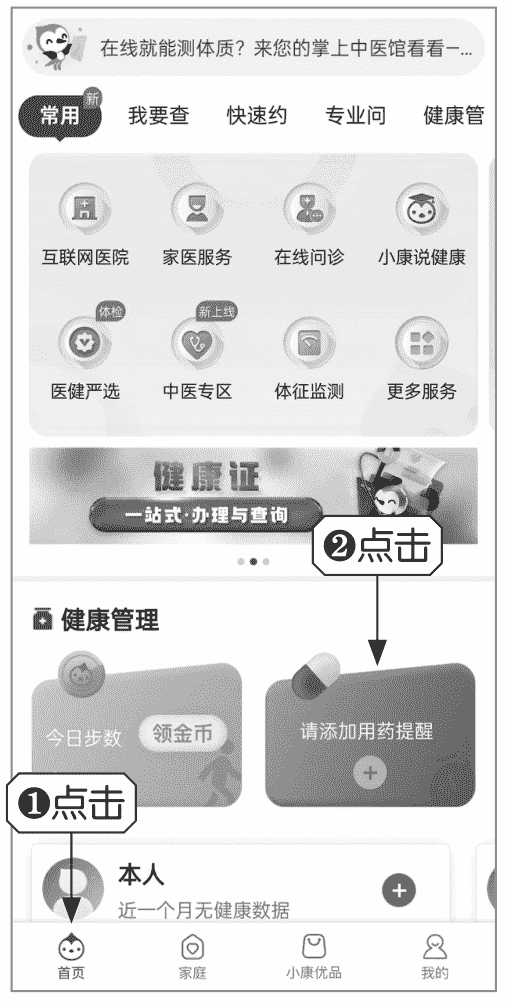 在线就能测体质？来您的掌上中医馆看看—...
常用 新 我要查 快速约 专业问 健康管
互联网医院 家医服务 在线问诊 小康说健康
体检 新上线
医健严选 中医专区 体征监测 更多服务
健康证
一站式·办理与查询
❷点击
健康管理
今日步数 领金币 请添加用药提醒
❶点击
本人
近一个月无健康数据
首页 家庭 小康优品 我的